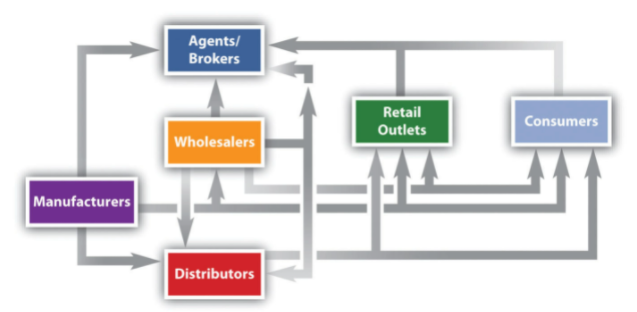 Agents/
Brokers
Retail
Outlets
Consumers
Wholesalers
Manufacturers
Distributors